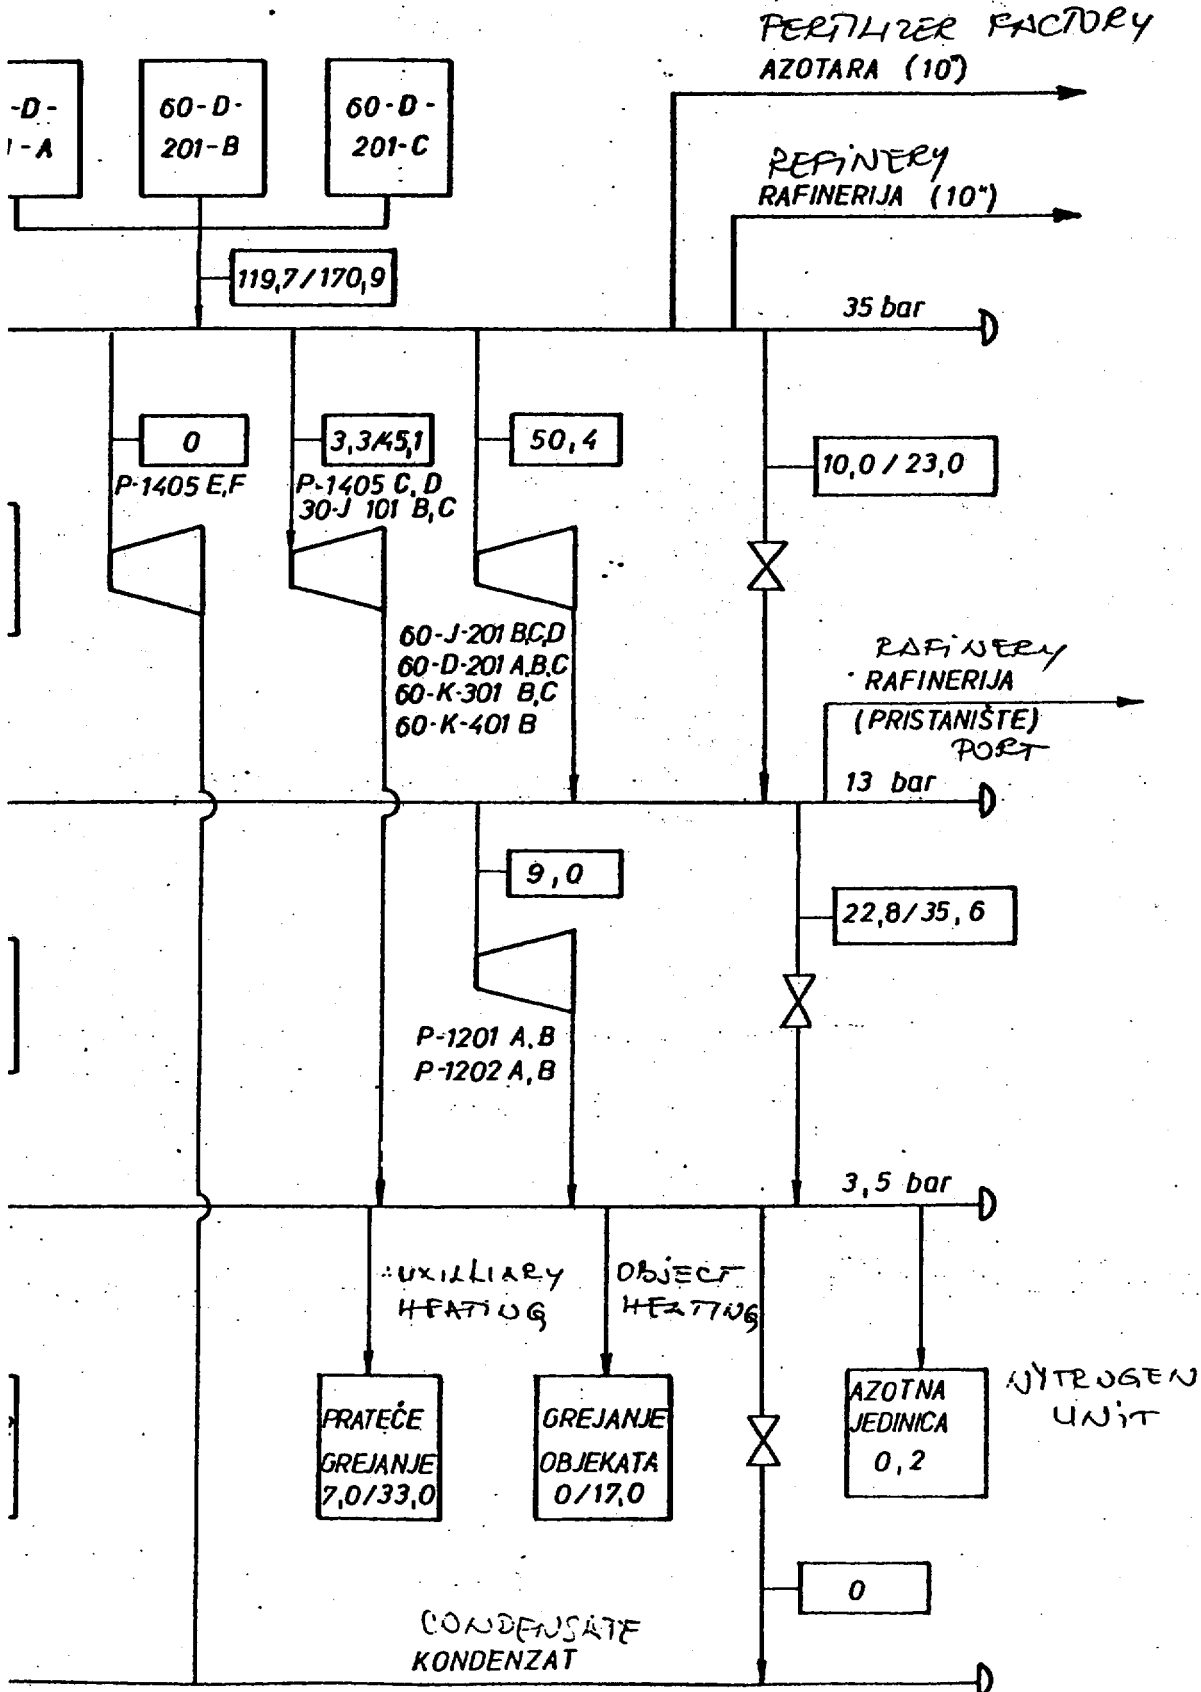 FERTILIZER FACTORY
AZOTARA (10")
-D-
1-A
60-D-
201-B
60-D-
201-C
REFINERY
RAFINERIJA (10")
119,7/170,9
35 bar
0
P-1405 E,F
3,3/45,1
P-1405 C,D
30-J 101 B,C
50,4
10,0/23,0
60-J-201 B,C,D
60-D-201 A,B,C
60-K-301 B,C
60-K-401 B
RAFINERY
RAFINERIJA
(PRISTANIŠTE)
PORT
13 bar
9,0
22,8/35,6
P-1201 A,B
P-1202 A,B
3,5 bar
UXILLIARY
HEATING
OBJECT
HEATING
PRATEĆE
GREJANJE
7,0/33,0
GREJANJE
OBJEKATA
0/17,0
AZOTNA
JEDINICA
0,2
NYTROGEN
UNIT
0
CONDENSATE
KONDENZAT